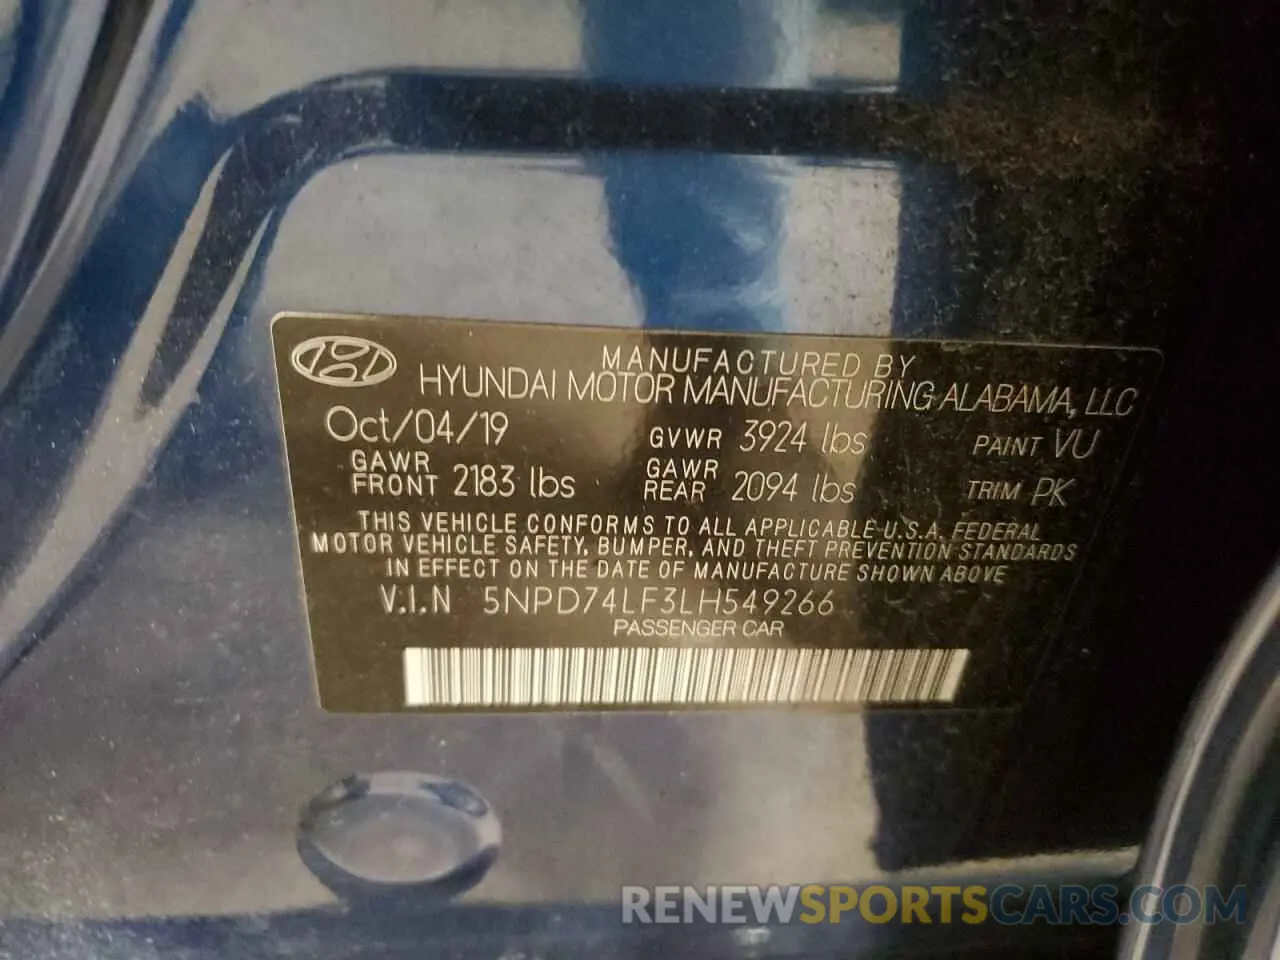 MANUFACTURED BY
HYUNDAI MOTOR MANUFACTURING ALABAMA, LLC
Oct/04/19 GVWR 3924 lbs PAINT VU
GAWR FRONT 2183 lbs GAWR REAR 2094 lbs TRIM PK
THIS VEHICLE CONFORMS TO ALL APPLICABLE U.S.A. FEDERAL
MOTOR VEHICLE SAFETY, BUMPER, AND THEFT PREVENTION STANDARDS
IN EFFECT ON THE DATE OF MANUFACTURE SHOWN ABOVE
V.I.N 5NPD74LF3LH549266
PASSENGER CAR
RENEWSPORTSCARS.COM